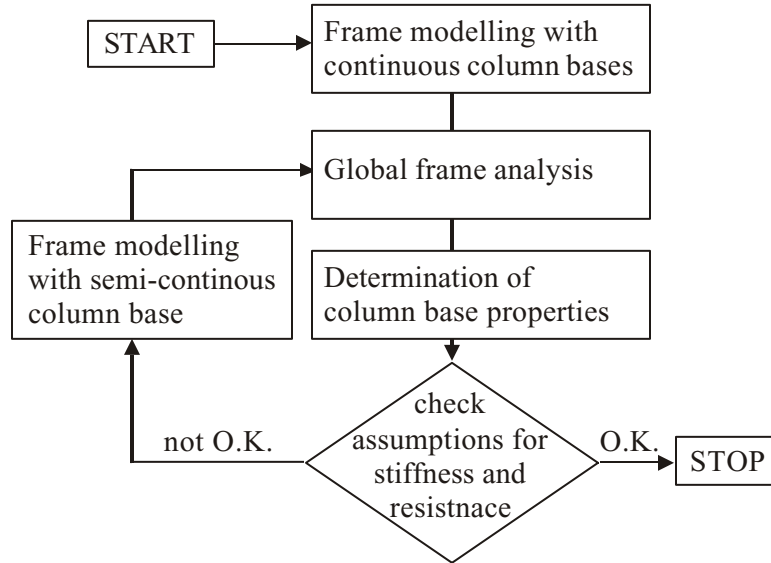 START
Frame modelling with
continuous column bases
Global frame analysis
Frame modelling
with semi-continous
column base
Determination of
column base properties
check
assumptions for
stiffness and
resistnace
not O.K.
O.K.
STOP